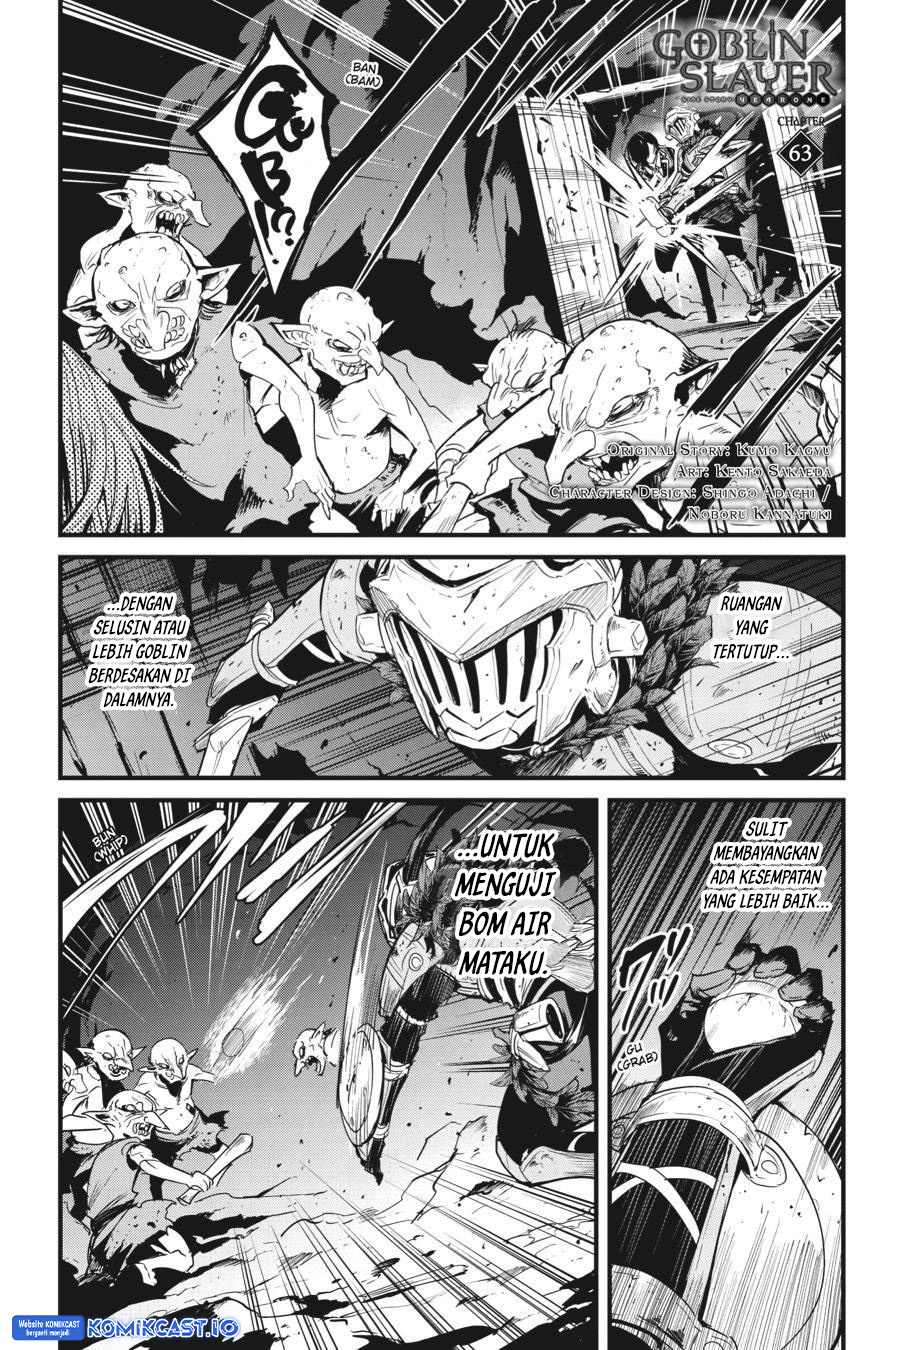 GOBLIN
SLAYER
SIDE STORY YEAR ONE
CHAPTER
63
BAN
(BAM)
GOB
!?
ORIGINAL STORY: KUMO KAGYU
ART: KENTO SAKAEDA
CHARACTER DESIGN: SHINGO ADACHI /
NOBORU KANNATUKI
RUANGAN
YANG
TERTUTUP...
...DENGAN
SELUSIN ATAU
LEBIH GOBLIN
BERDESAKAN DI
DALAMNYA.
SULIT
MEMBAYANGKAN
ADA KESEMPATAN
YANG LEBIH BAIK...
GU
(GRAB)
...UNTUK
MENGUJI
BOM AIR
MATAKU.
BUN
(WHIP)
Website KOMIKCAST
berganti menjadi
KOMIKCAST.IO